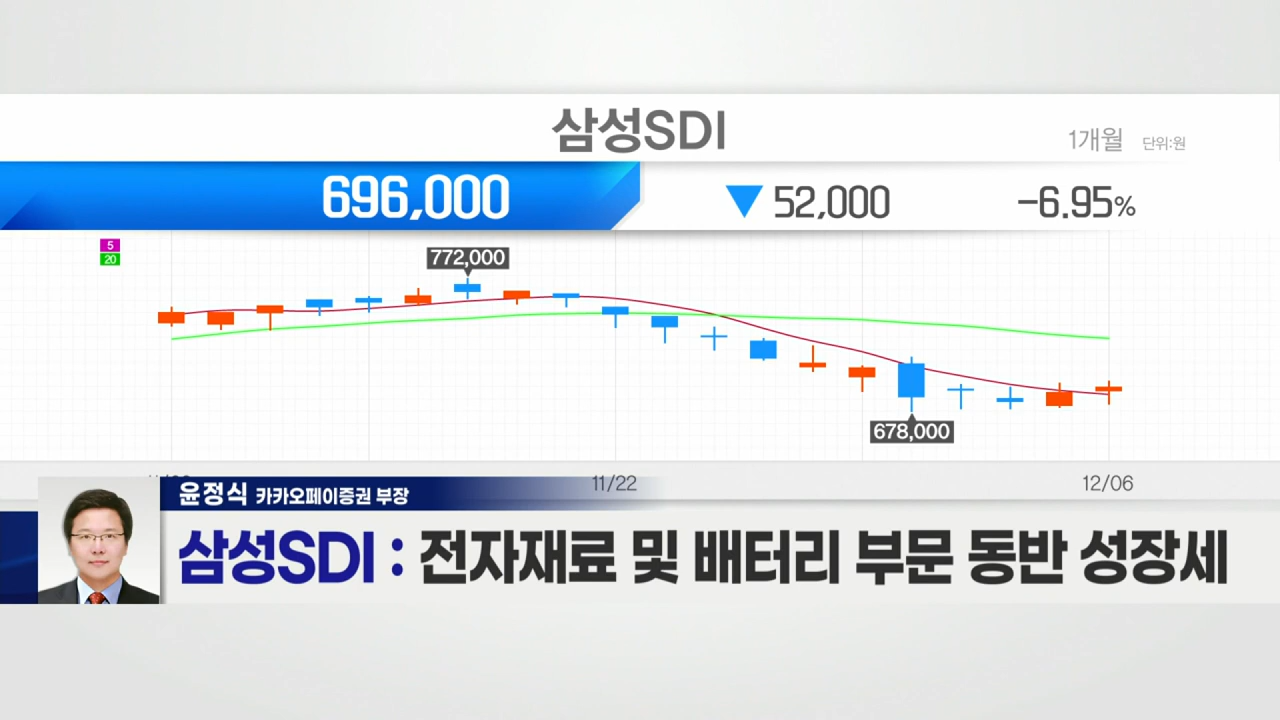 삼성SDI
1개월 단위:원
696,000 ▼52,000 -6.95%
5
20
772,000
678,000
11/22 12/06
윤정식 카카오페이증권 부장
삼성SDI : 전자재료 및 배터리 부문 동반 성장세